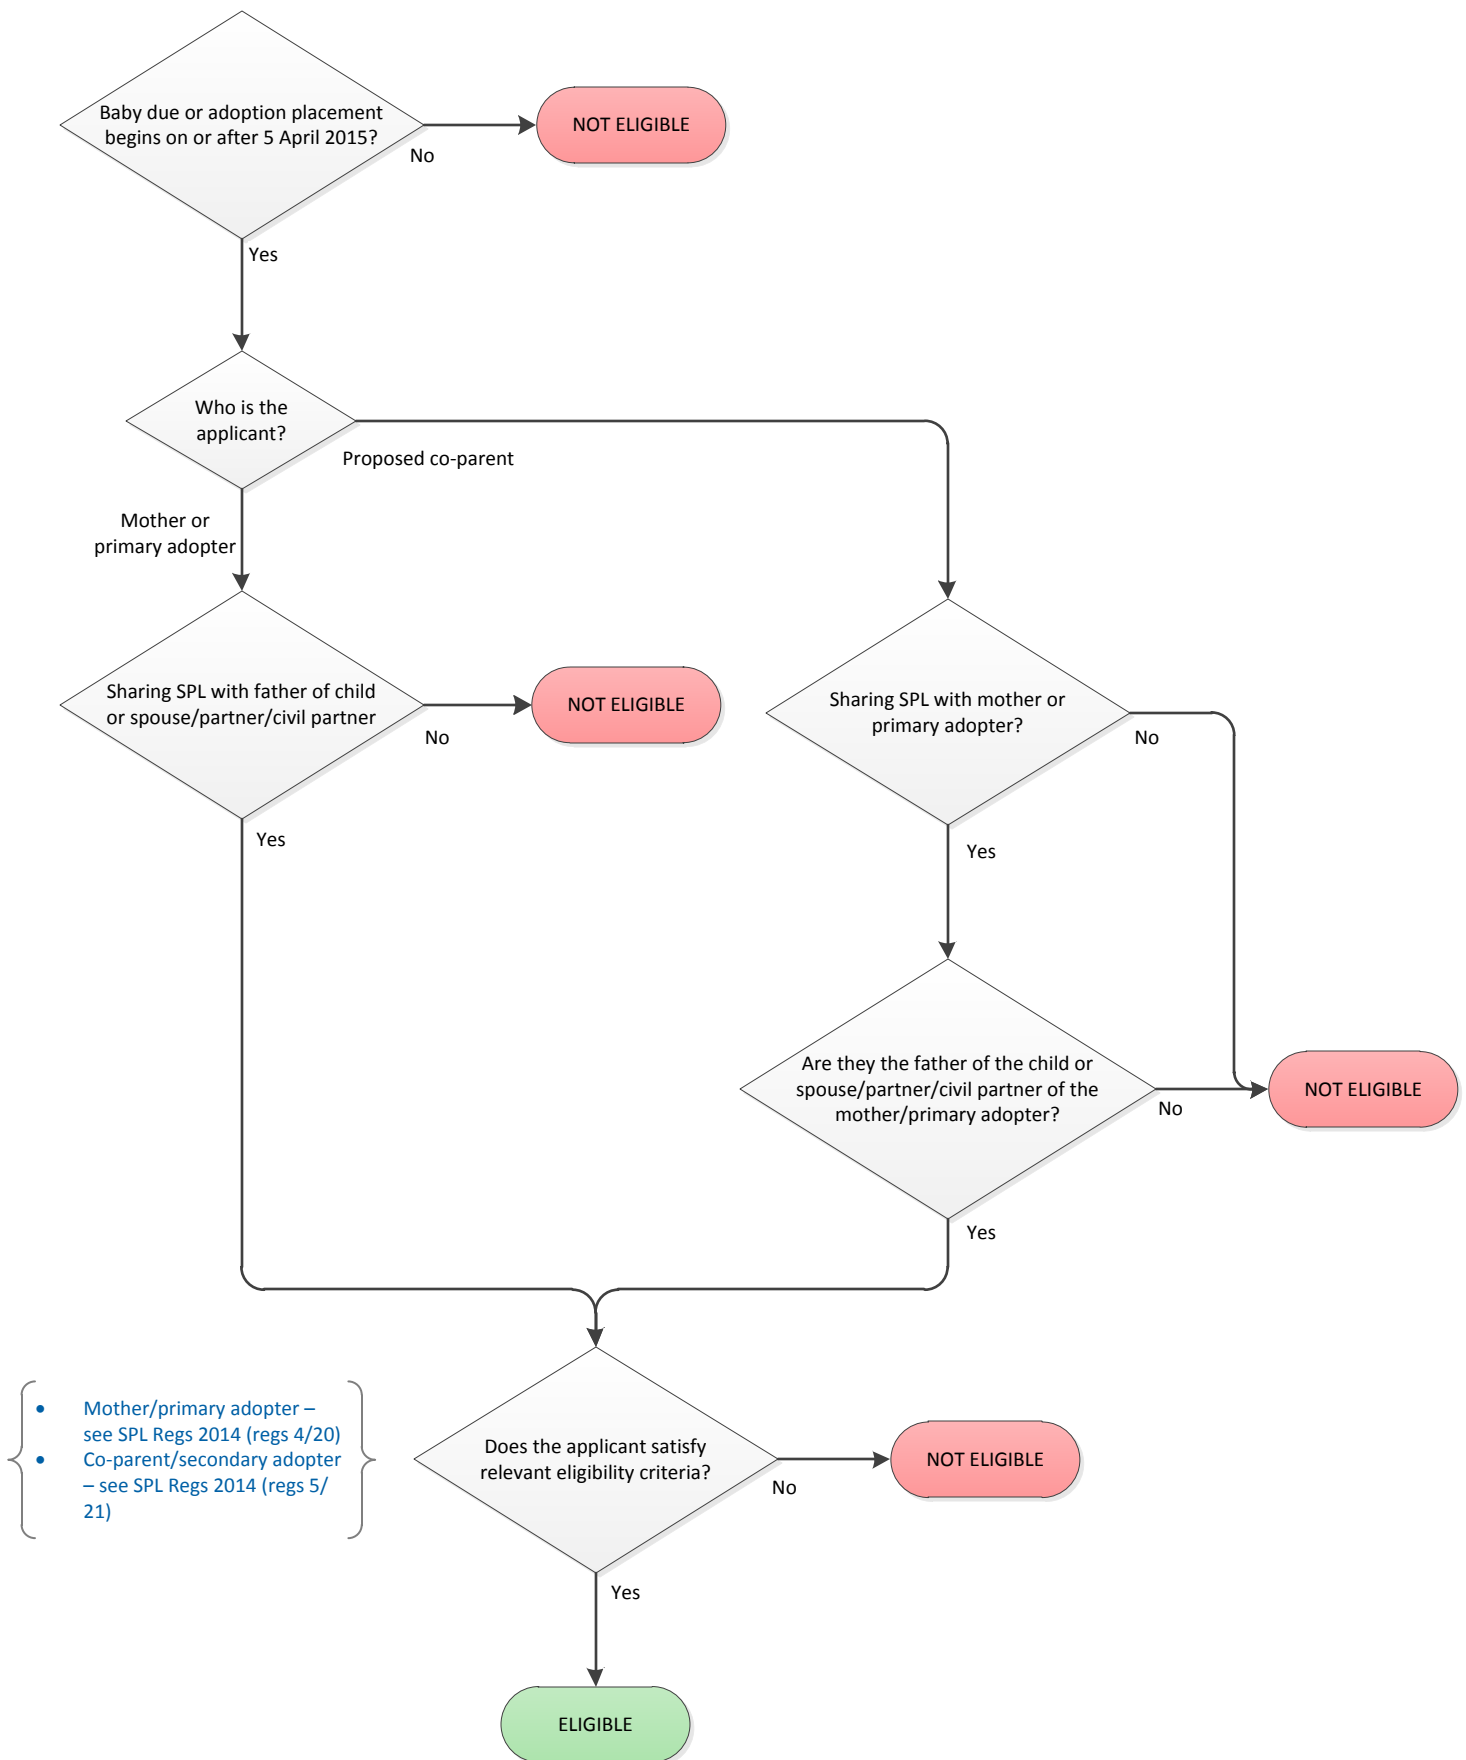 Baby due or adoption placement
begins on or after 5 April 2015?
NOT ELIGIBLE
No
Yes
Who is the
applicant?
Proposed co-parent
Mother or
primary adopter
Sharing SPL with father of child
or spouse/partner/civil partner
NOT ELIGIBLE
No
Yes
Sharing SPL with mother or
primary adopter?
No
Yes
Are they the father of the child or
spouse/partner/civil partner of the
mother/primary adopter?
NOT ELIGIBLE
No
Yes
• Mother/primary adopter –
see SPL Regs 2014 (regs 4/20)
• Co-parent/secondary adopter
– see SPL Regs 2014 (regs 5/
21)
Does the applicant satisfy
relevant eligibility criteria?
NOT ELIGIBLE
No
Yes
ELIGIBLE